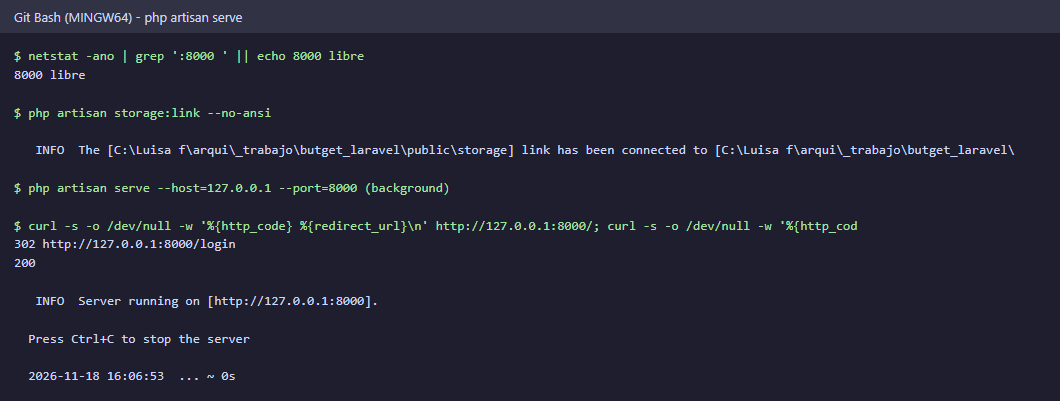 Git Bash (MINGW64) - php artisan serve
$ netstat -ano | grep ':8000 ' || echo 8000 libre
8000 libre
$ php artisan storage:link --no-ansi
INFO  The [C:\Luisa f\arqui\_trabajo\butget_laravel\public\storage] link has been connected to [C:\Luisa f\arqui\_trabajo\butget_laravel\
$ php artisan serve --host=127.0.0.1 --port=8000 (background)
$ curl -s -o /dev/null -w '%{http_code} %{redirect_url}\n' http://127.0.0.1:8000/; curl -s -o /dev/null -w '%{http_cod
302 http://127.0.0.1:8000/login
200
INFO  Server running on [http://127.0.0.1:8000].
Press Ctrl+C to stop the server
2026-11-18 16:06:53  ... ~ 0s